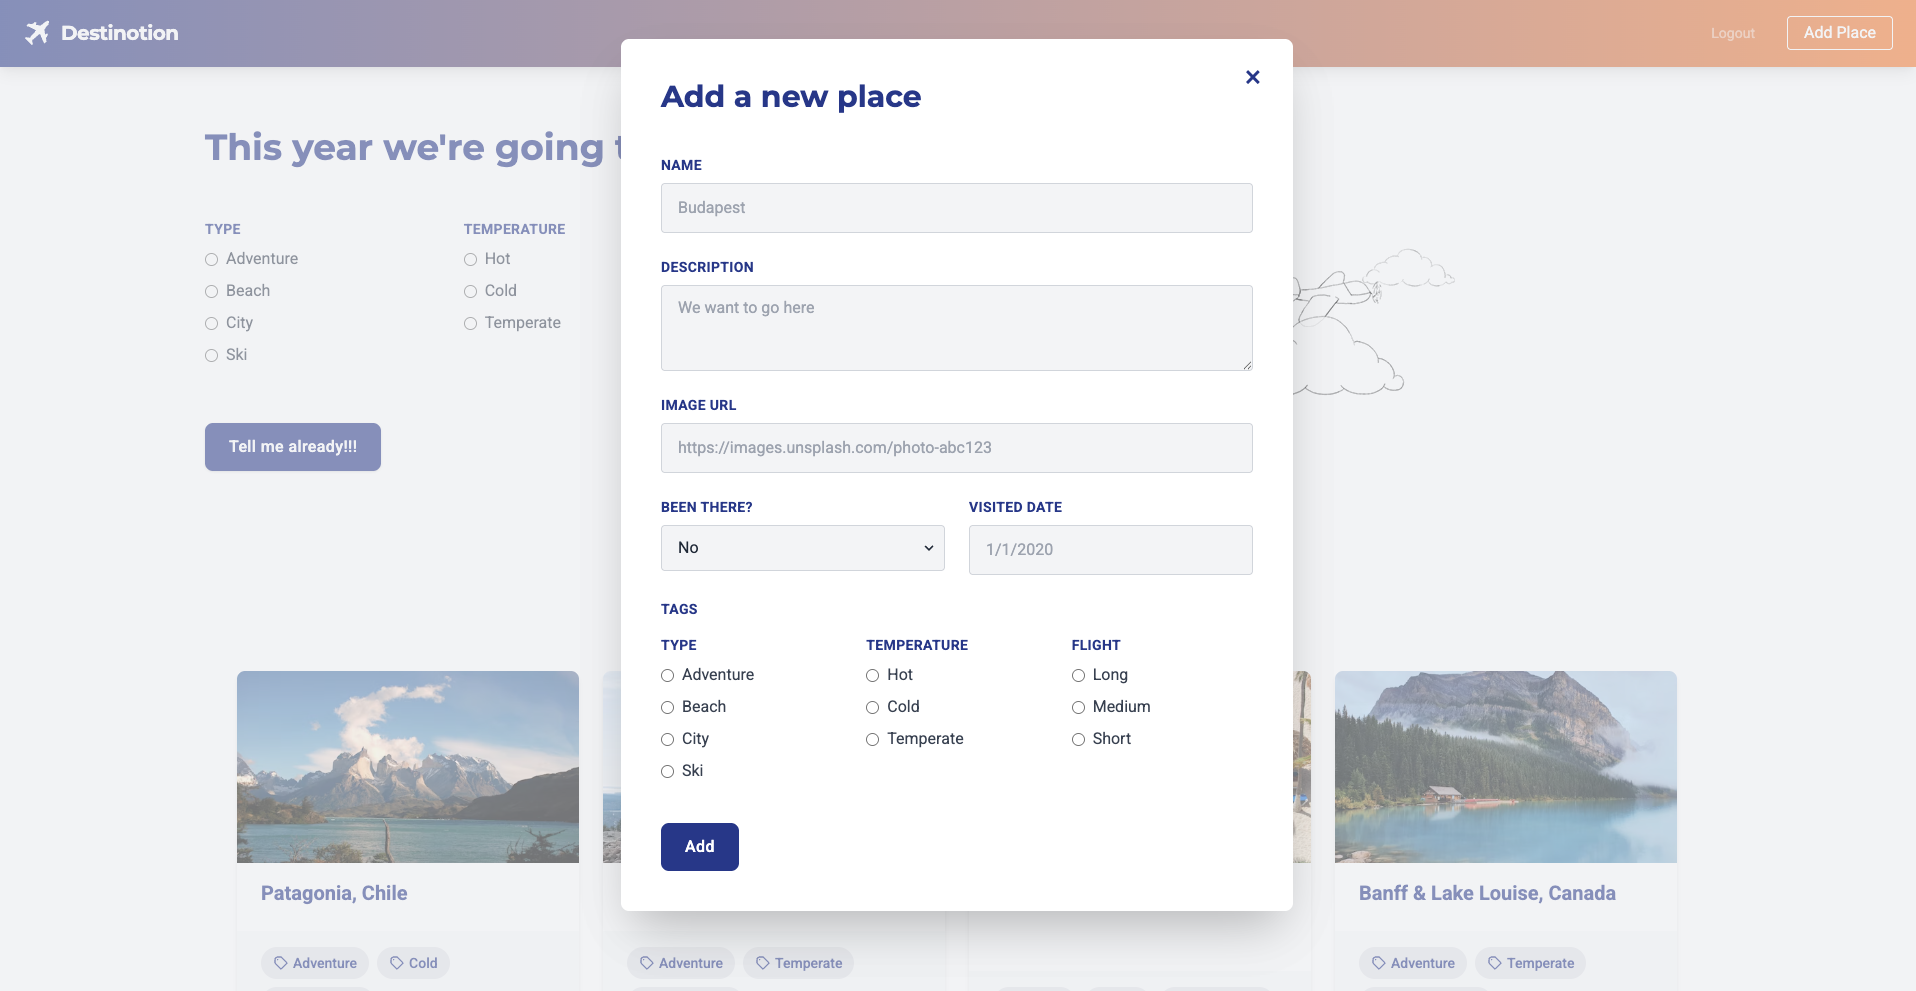 Destinotion
Logout
Add Place
This year we're going
TYPE
Adventure
Beach
City
Ski
TEMPERATURE
Hot
Cold
Temperate
Tell me already!!!
Add a new place
NAME
Budapest
DESCRIPTION
We want to go here
IMAGE URL
https://images.unsplash.com/photo-abc123
BEEN THERE?
No
VISITED DATE
1/1/2020
TAGS
TYPE
Adventure
Beach
City
Ski
TEMPERATURE
Hot
Cold
Temperate
FLIGHT
Long
Medium
Short
Add
Patagonia, Chile
Adventure
Cold
Adventure
Temperate
Banff & Lake Louise, Canada
Adventure
Temperate